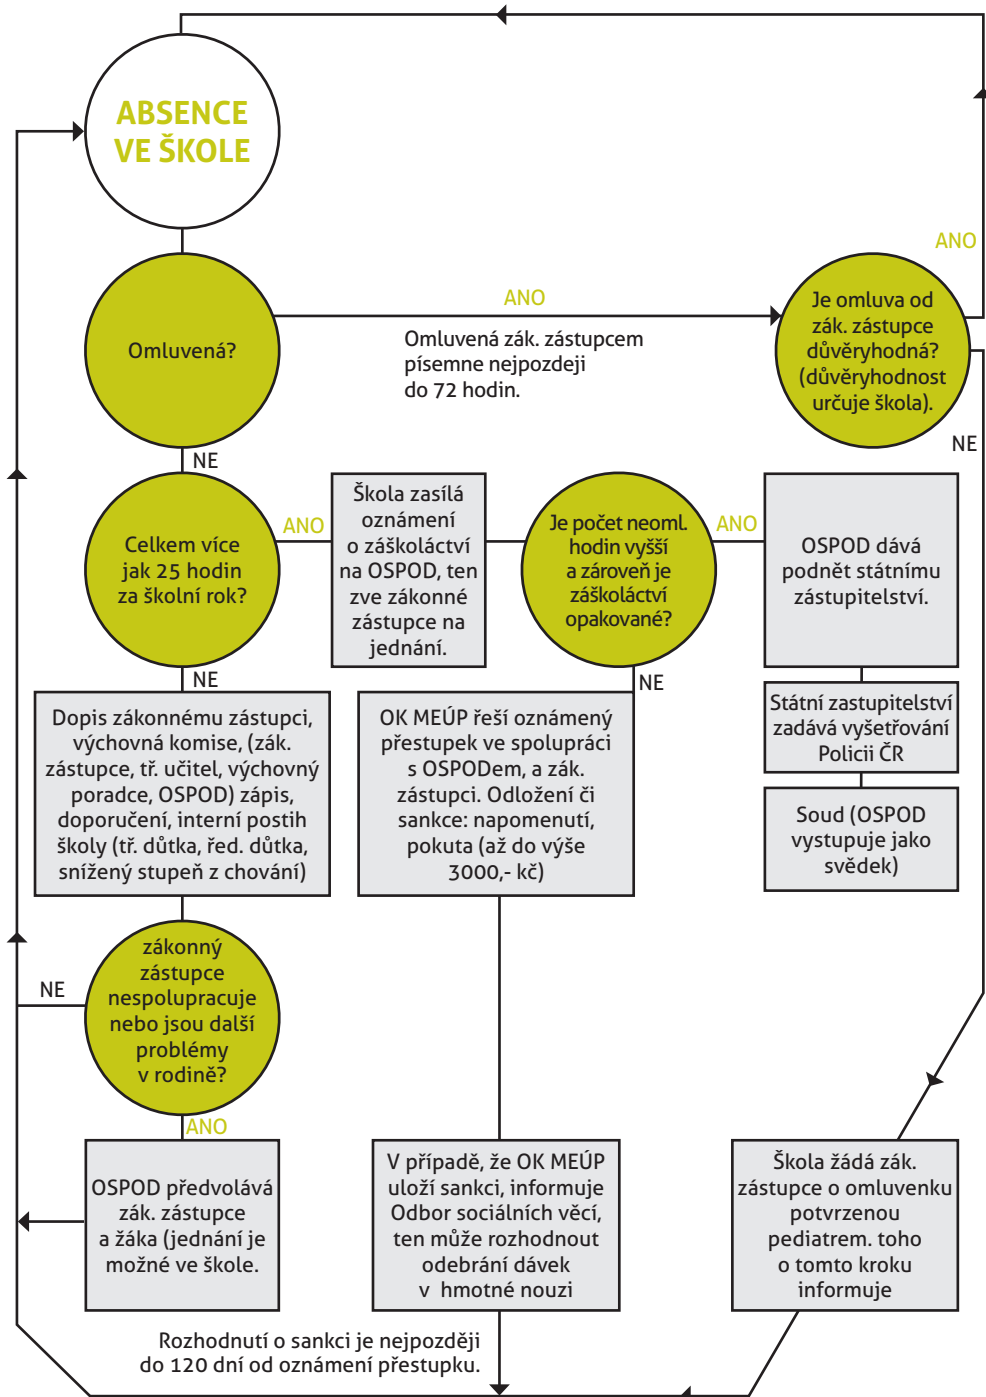 ABSENCE
VE ŠKOLE
Omluvená?
ANO
Omluvená zák. zástupcem
písemne nejpozdeji
do 72 hodin.
Je omluva od
zák. zástupce
důvěryhodná?
(důvěryhodnost
určuje škola).
ANO
NE
NE
Celkem více
jak 25 hodin
za školní rok?
ANO
Škola zasílá
oznámení
o záškoláctví
na OSPOD, ten
zve zákonné
zástupce na
jednání.
Je počet neoml.
hodin vyšší
a zároveň je
záškoláctví
opakované?
ANO
OSPOD dává
podnět státnímu
zástupitelství.
Státní zastupitelství
zadává vyšetřování
Policii ČR
Soud (OSPOD
vystupuje jako
svědek)
NE
Dopis zákonnému zástupci,
výchovná komise, (zák.
zástupce, tř. učitel, výchovný
poradce, OSPOD) zápis,
doporučení, interní postih
školy (tř. důtka, řed. důtka,
snížený stupeň z chování)
NE
OK MEÚP řeší oznámený
přestupek ve spolupráci
s OSPODem, a zák.
zástupci. Odložení či
sankce: napomenutí,
pokuta (až do výše
3000,- kč)
zákonný
zástupce
nespolupracuje
nebo jsou další
problémy
v rodině?
NE
ANO
OSPOD předvolává
zák. zástupce
a žáka (jednání je
možné ve škole.
V případě, že OK MEÚP
uloží sankci, informuje
Odbor sociálních věcí,
ten může rozhodnout
odebrání dávek
v hmotné nouzi
Škola žádá zák.
zástupce o omluvenku
potvrzenou
pediatrem. toho
o tomto kroku
informuje
Rozhodnutí o sankci je nejpozději
do 120 dní od oznámení přestupku.